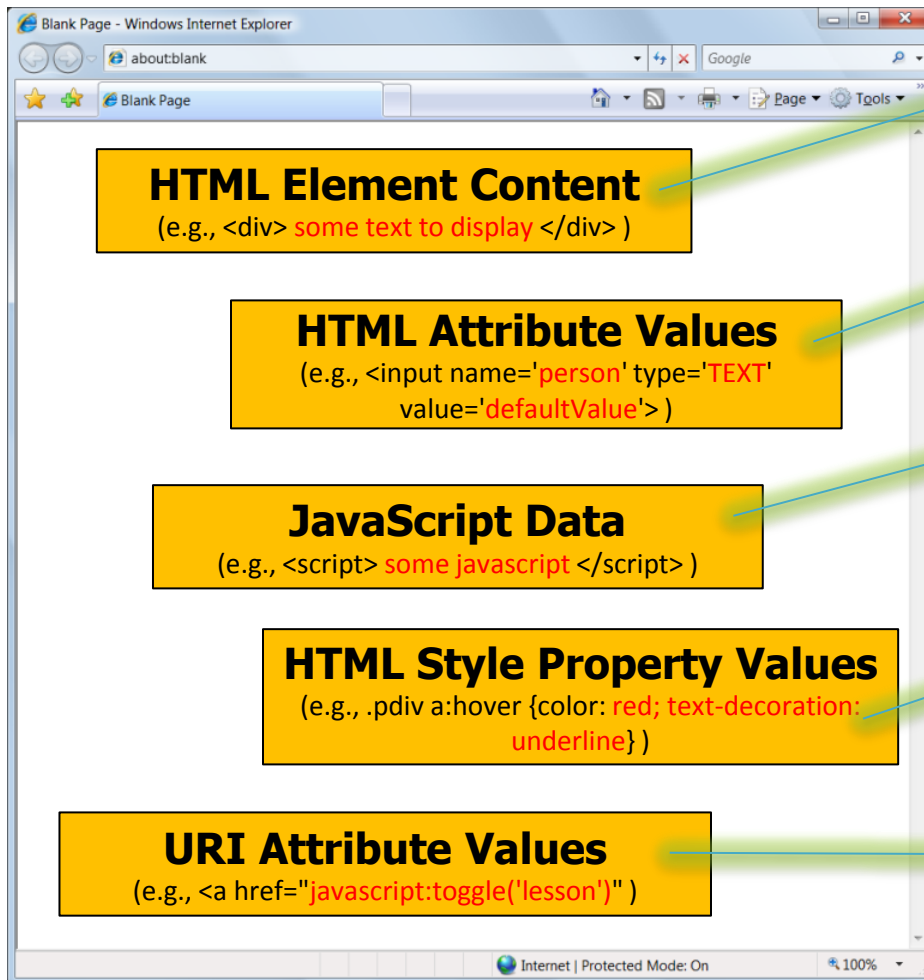 Blank Page - Windows Internet Explorer
about:blank
Google
Blank Page
Page
Tools
HTML Element Content
(e.g., <div> some text to display </div> )
HTML Attribute Values
(e.g., <input name='person' type='TEXT'
value='defaultValue'> )
JavaScript Data
(e.g., <script> some javascript </script> )
HTML Style Property Values
(e.g., .pdiv a:hover {color: red; text-decoration:
underline} )
URI Attribute Values
(e.g., <a href="javascript:toggle('lesson')" )
Internet | Protected Mode: On
100%